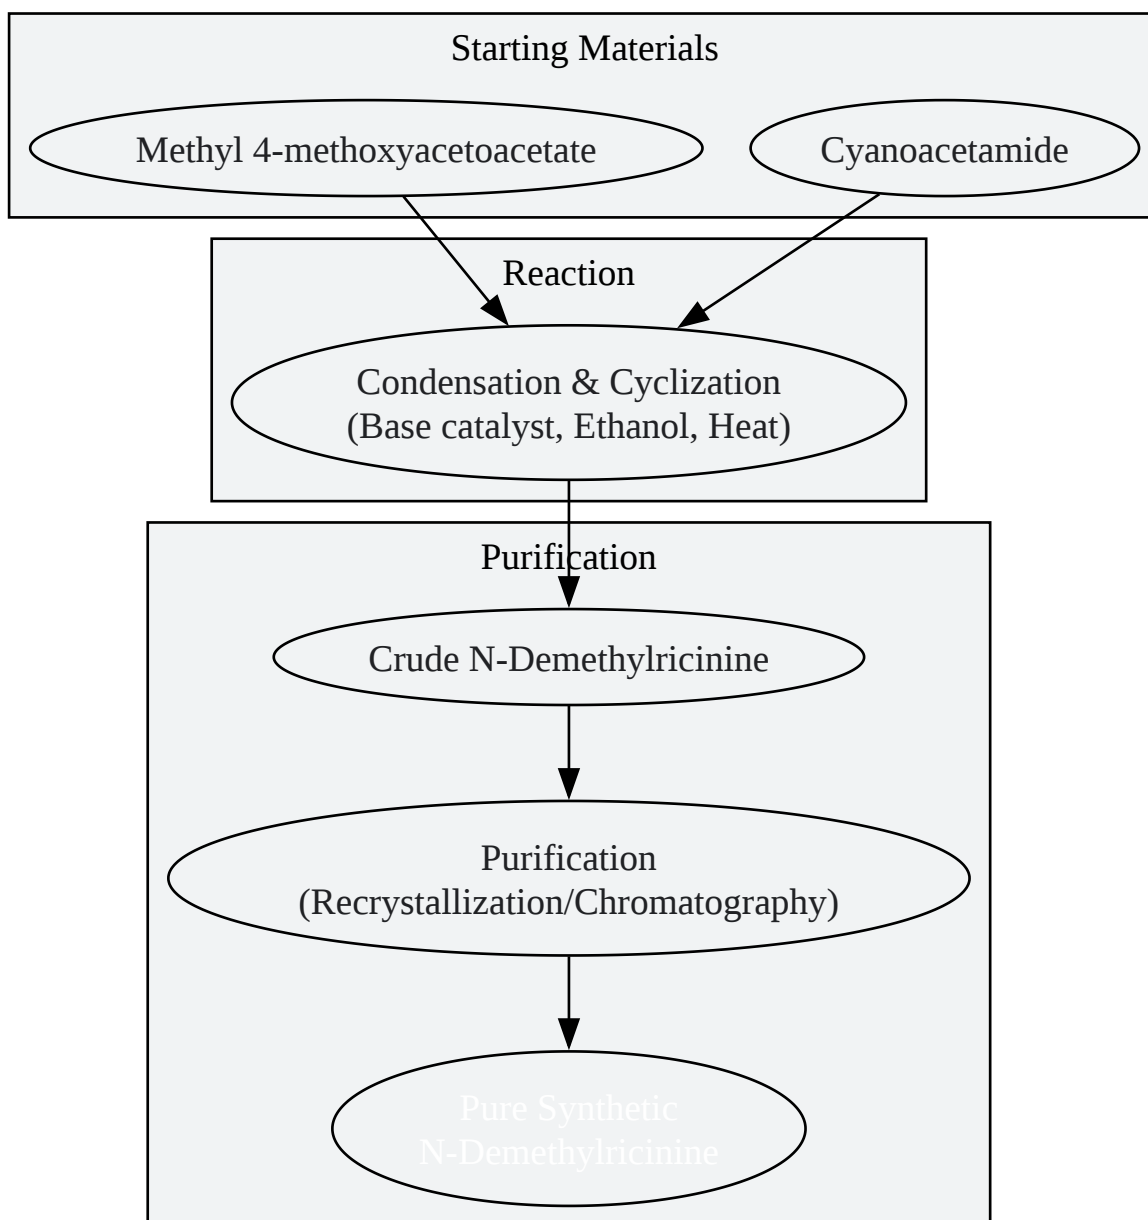 Starting Materials
Methyl 4-methoxyacetoacetate
Cyanoacetamide
Reaction
Condensation & Cyclization
(Base catalyst, Ethanol, Heat)
Purification
Crude N-Demethylricinine
Purification
(Recrystallization/Chromatography)
Pure Synthetic
N-Demethylricinine